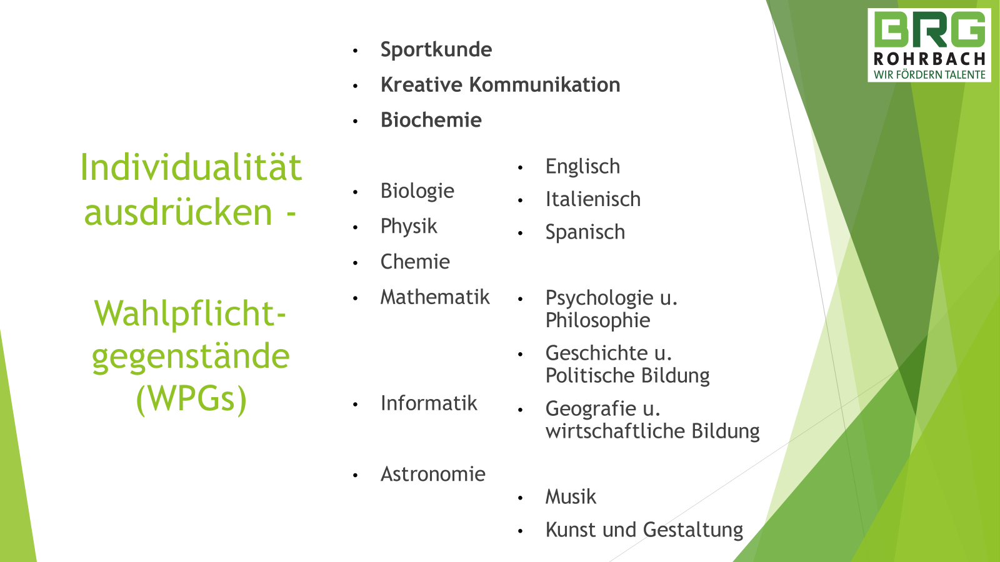 Individualität
ausdrücken -
Wahlpflicht-
gegenstände
(WPGs)
• Sportkunde
• Kreative Kommunikation
• Biochemie
• Biologie
• Physik
• Chemie
• Mathematik
• Informatik
• Astronomie
• Englisch
• Italienisch
• Spanisch
• Psychologie u.
Philosophie
• Geschichte u.
Politische Bildung
• Geografie u.
wirtschaftliche Bildung
• Musik
• Kunst und Gestaltung
BRG
ROHRBACH
WIR FÖRDERN TALENTE